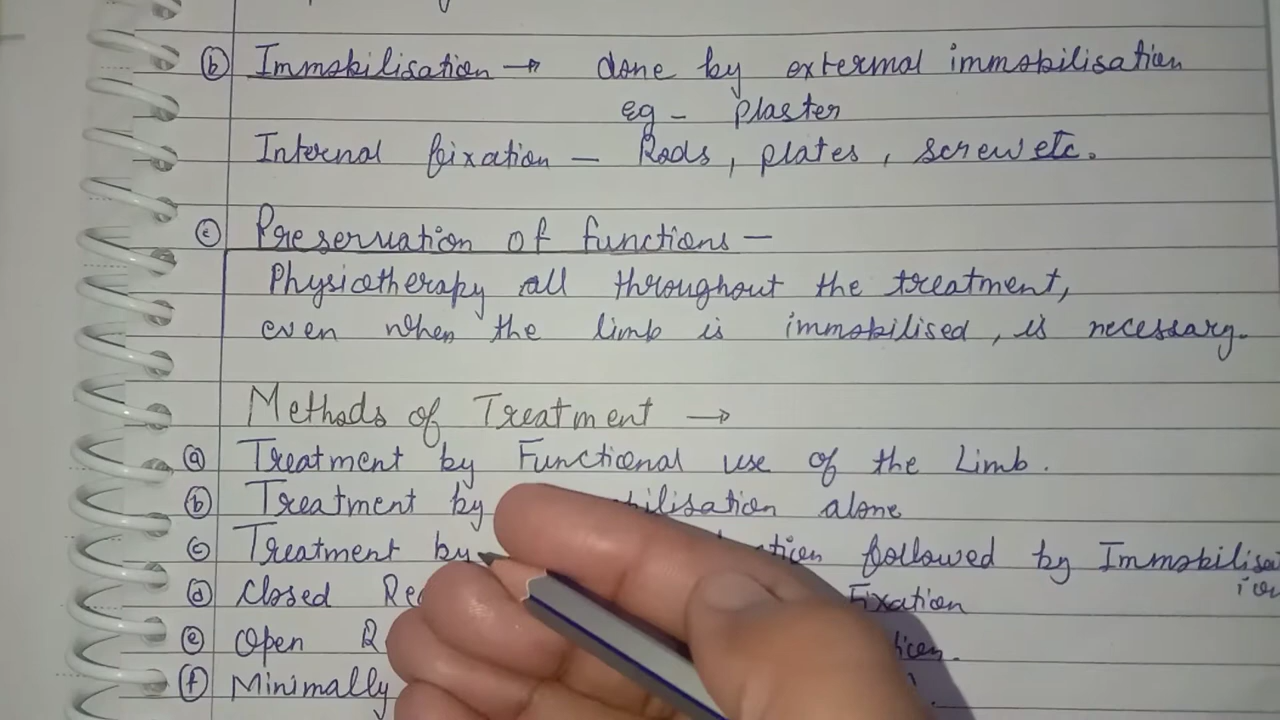 (b) Immobilisation → done by external immobilisation
eg - plaster
Internal fixation - Rods, plates, screw etc.
(c) Preservation of functions -
Physiotherapy all throughout the treatment,
even when the limb is immobilised, is necessary.
Methods of Treatment →
(a) Treatment by Functional use of the Limb.
(b) Treatment by alone
(c) Treatment by followed by Immobilisat
ion
(d) Closed Fixation
(e) Open
(f) Minimally